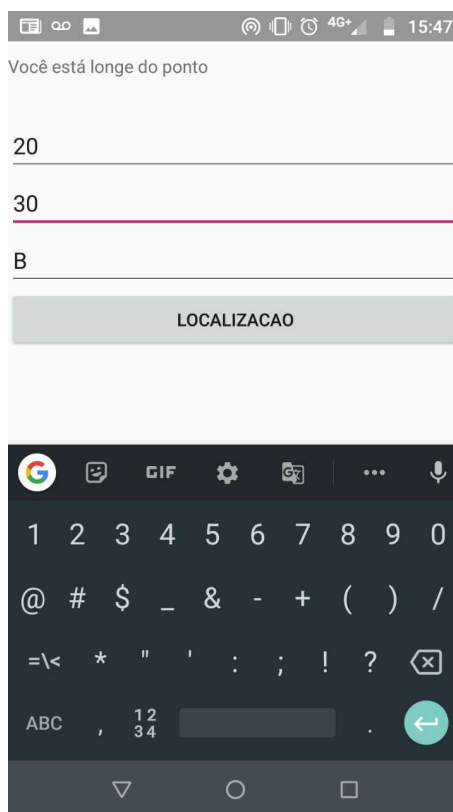 4G+ 15:47
Você está longe do ponto
20
30
B
LOCALIZACAO
G GIF G
1 2 3 4 5 6 7 8 9 0
@ # $ _ & - + ( ) /
=\< * " ' : ; ! ?
ABC , 12 .
34